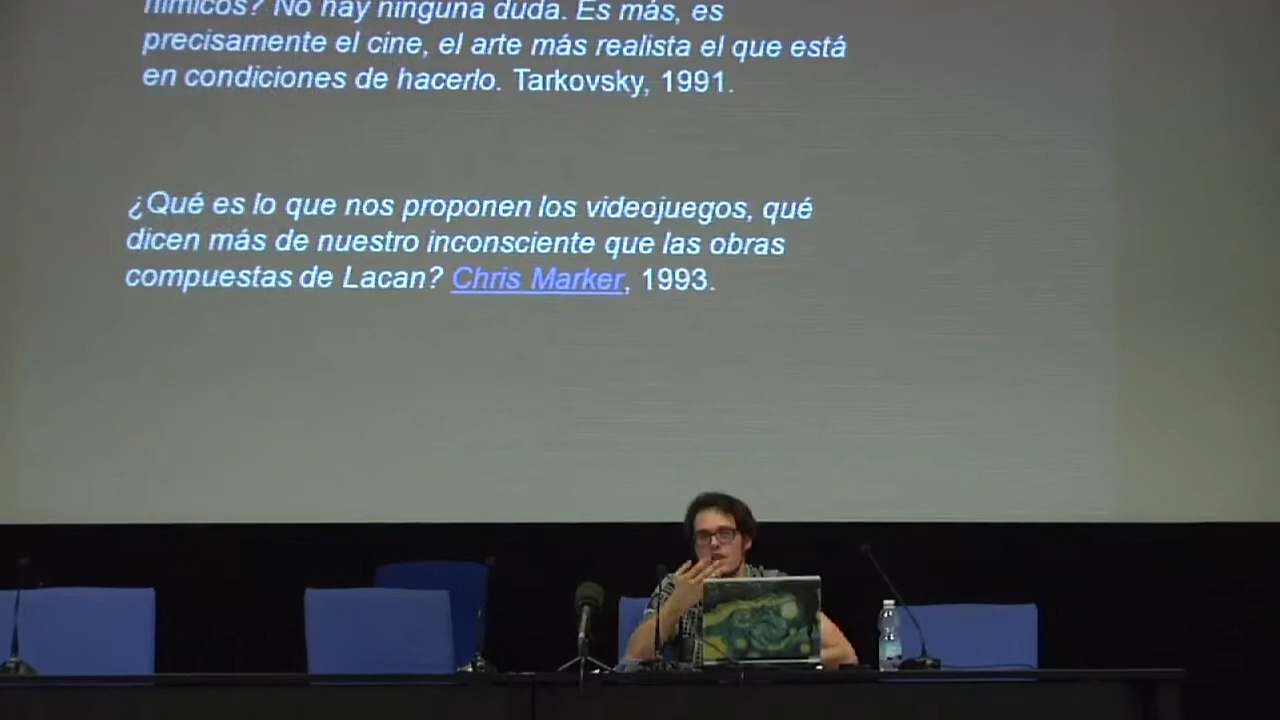 nímicos? No hay ninguna duda. Es más, es
precisamente el cine, el arte más realista el que está
en condiciones de hacerlo. Tarkovsky, 1991.
¿Qué es lo que nos proponen los videojuegos, qué
dicen más de nuestro inconsciente que las obras
compuestas de Lacan? Chris Marker, 1993.